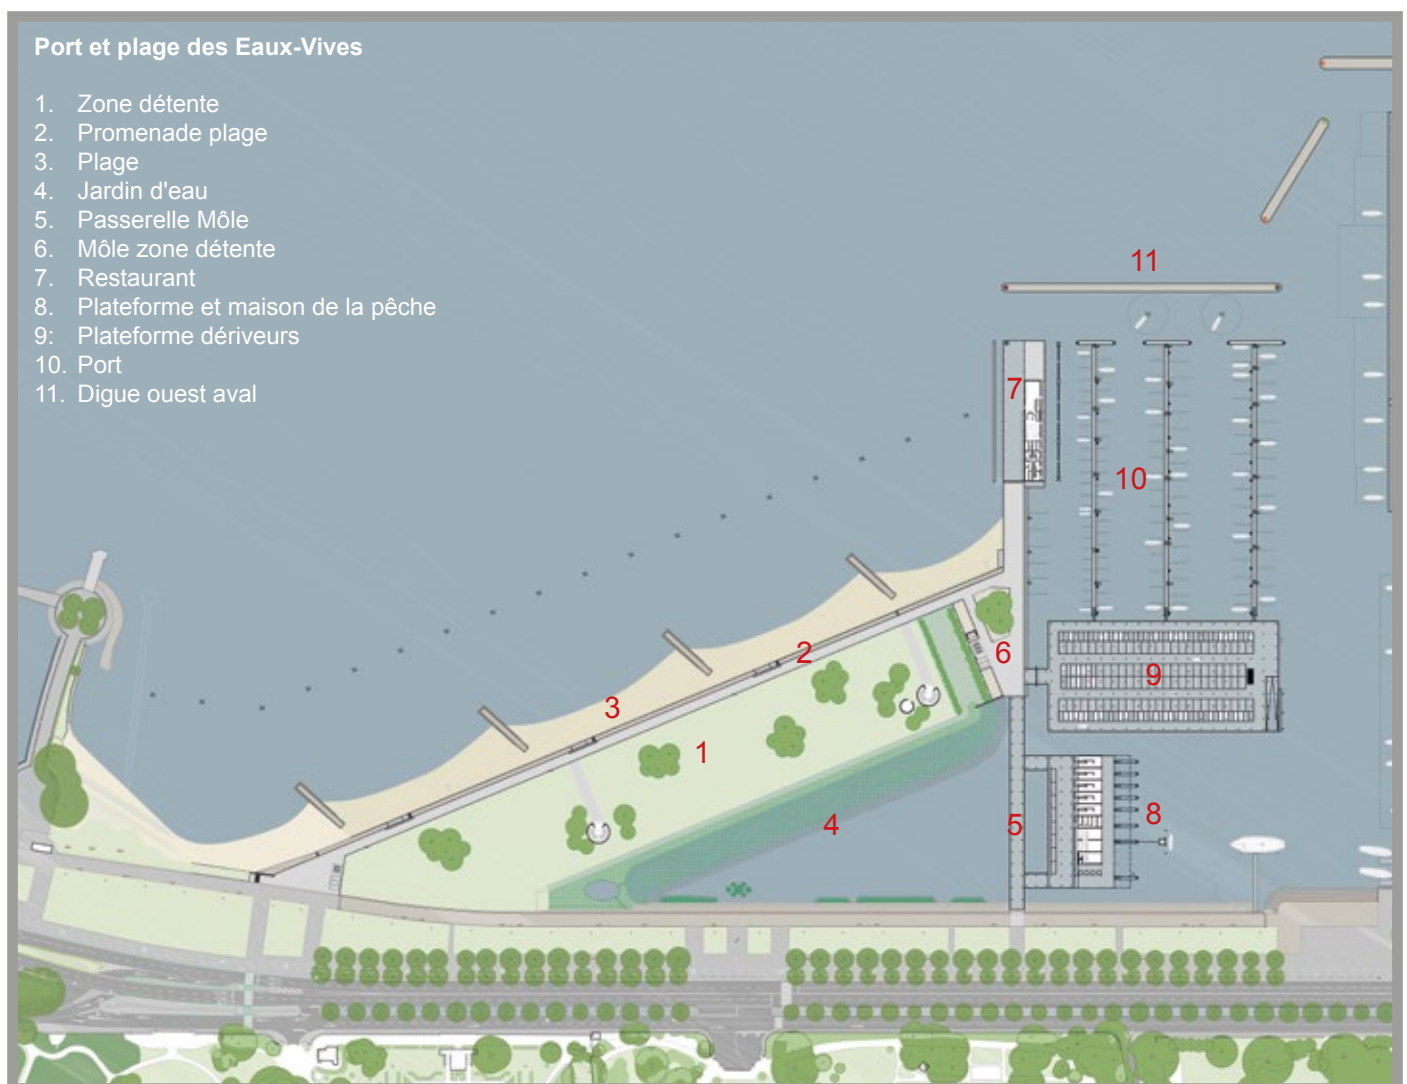 Port et plage des Eaux-Vives
1. Zone détente
2. Promenade plage
3. Plage
4. Jardin d'eau
5. Passerelle Môle
6. Môle zone détente
7. Restaurant
8. Plateforme et maison de la pêche
9: Plateforme dériveurs
10. Port
11. Digue ouest aval
11
7
10
2
6
9
3
1
4
5
8